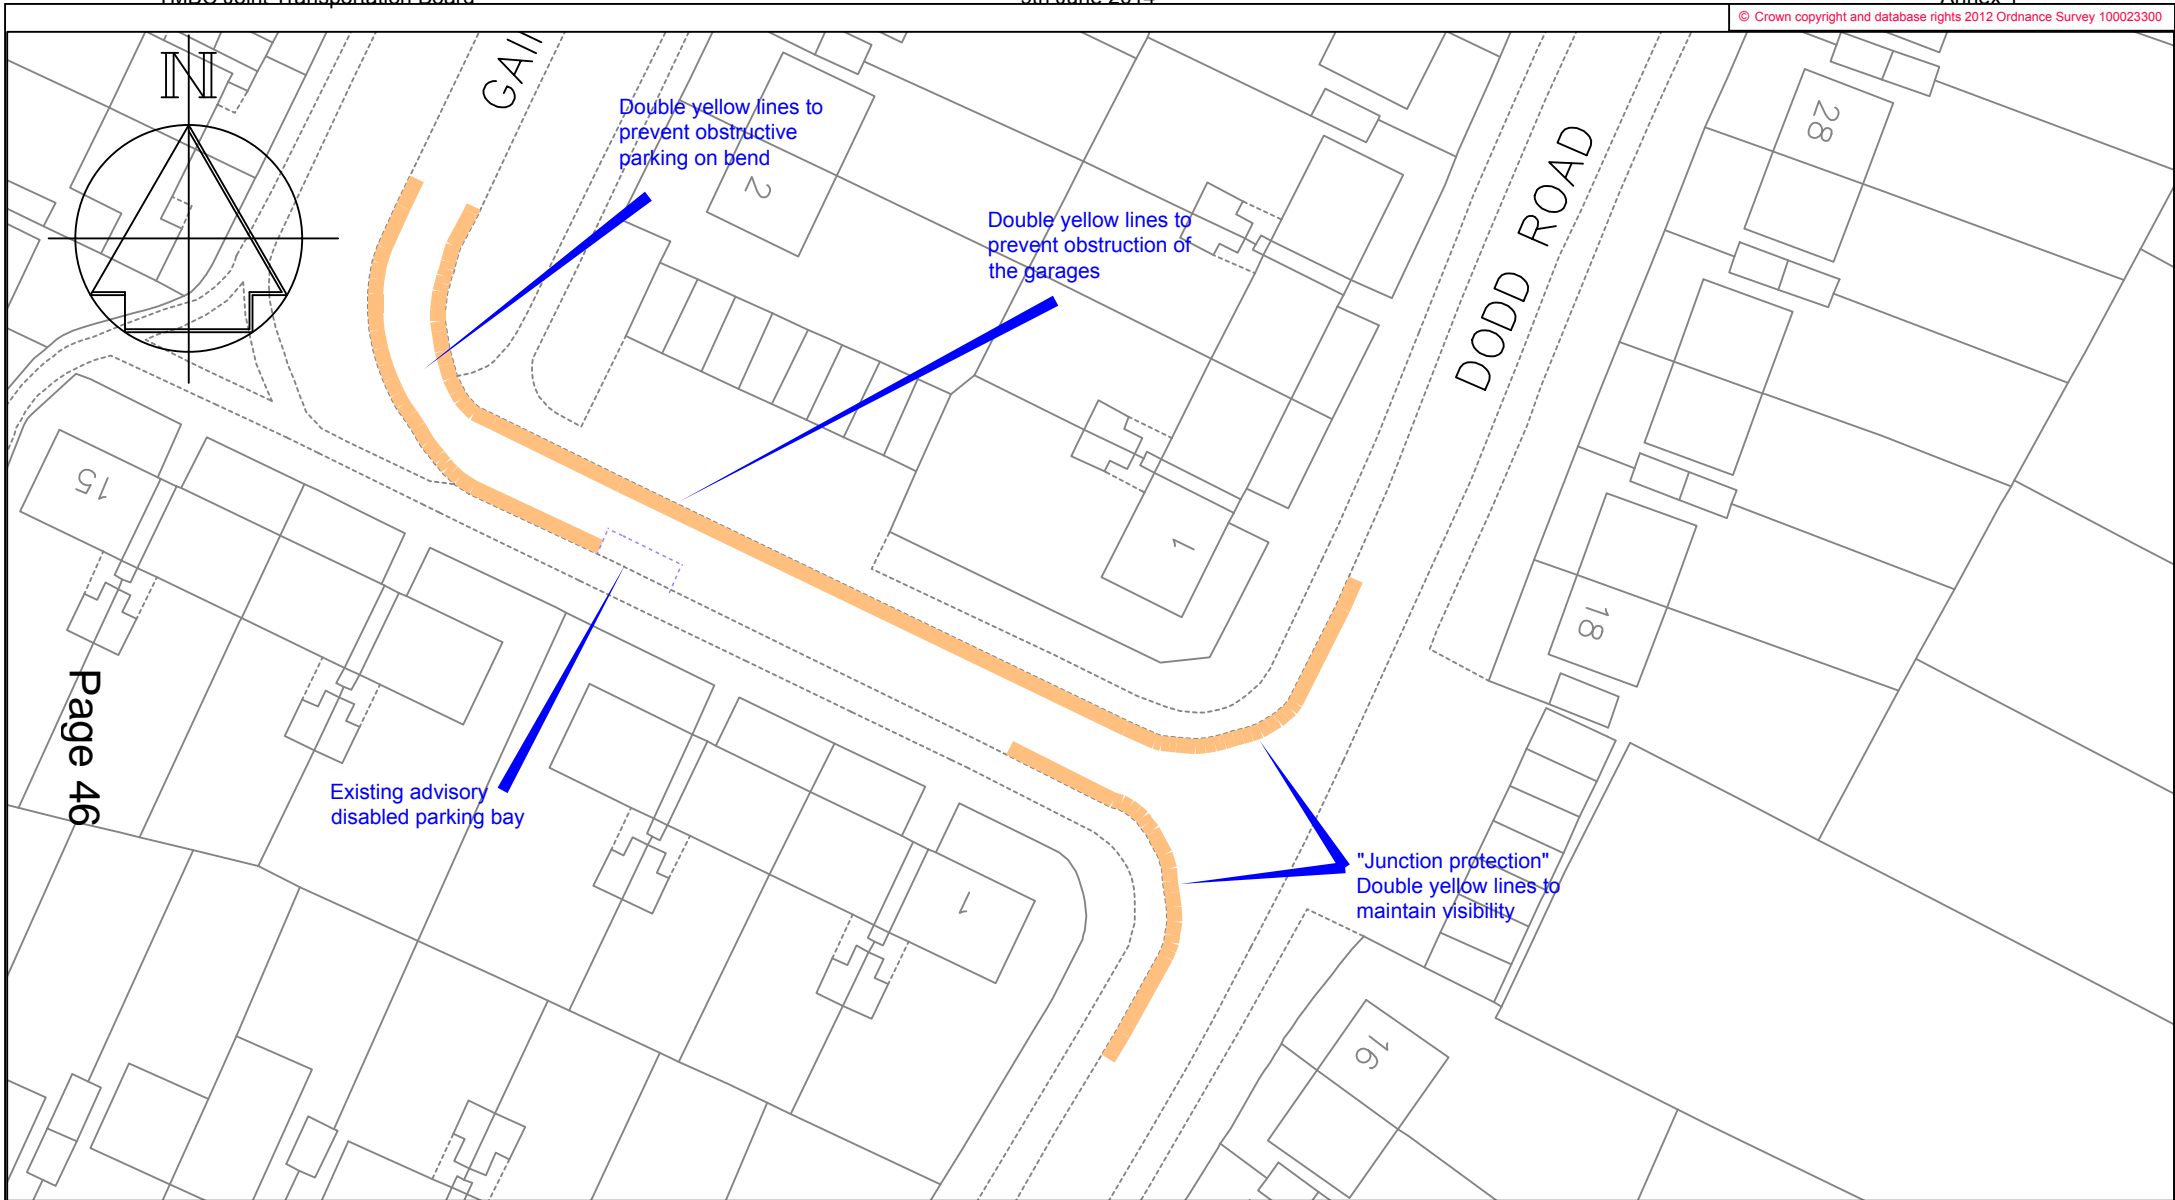 © Crown copyright and database rights 2012 Ordnance Survey 100023300
N
Double yellow lines to
prevent obstructive
parking on bend
2
Double yellow lines to
prevent obstruction of
the garages
DODD ROAD
28
15
1
18
Page 46
Existing advisory
disabled parking bay
1
"Junction protection"
Double yellow lines to
maintain visibility
16